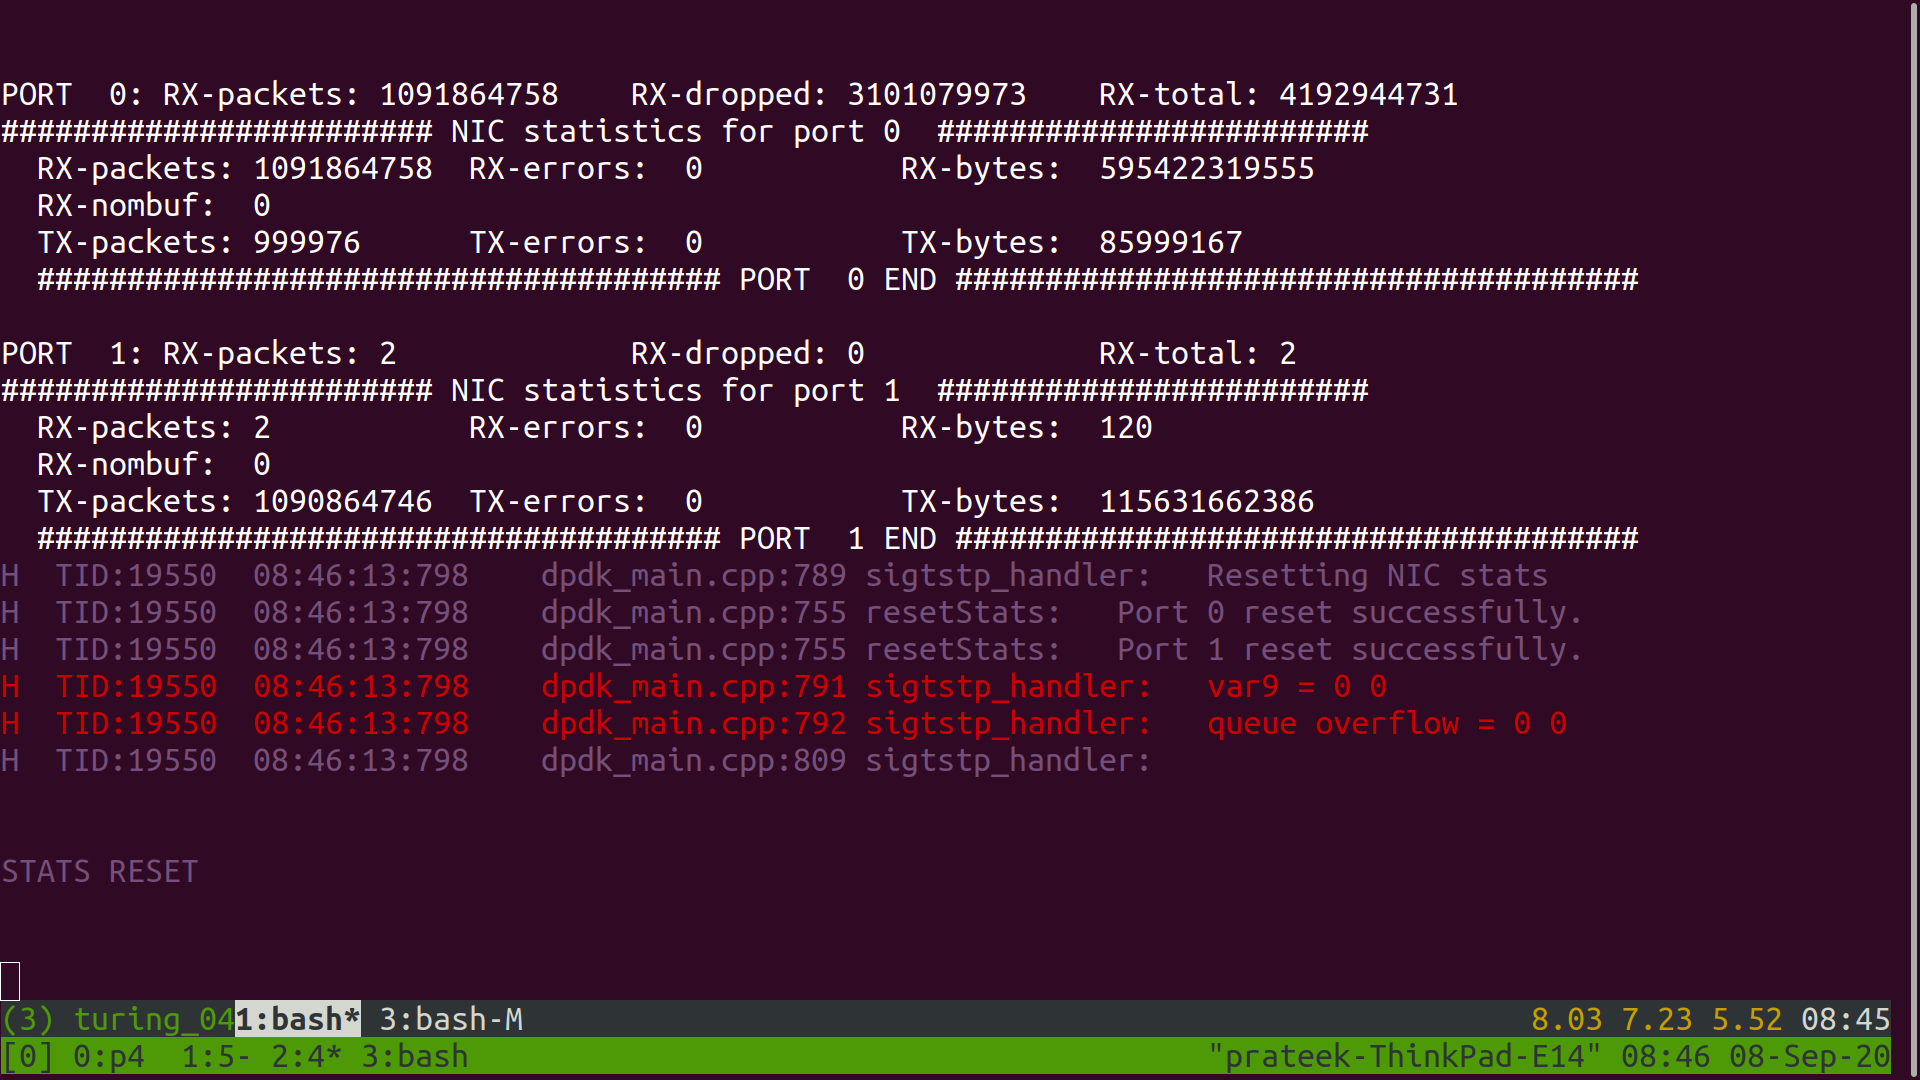 PORT  0: RX-packets: 1091864758    RX-dropped: 3101079973    RX-total: 4192944731
######################## NIC statistics for port 0  ########################
  RX-packets: 1091864758  RX-errors:  0           RX-bytes:  595422319555
  RX-nombuf:  0
  TX-packets: 999976      TX-errors:  0           TX-bytes:  85999167
  ###################################### PORT  0 END ######################################
PORT  1: RX-packets: 2             RX-dropped: 0             RX-total: 2
######################## NIC statistics for port 1  ########################
  RX-packets: 2           RX-errors:  0           RX-bytes:  120
  RX-nombuf:  0
  TX-packets: 1090864746  TX-errors:  0           TX-bytes:  115631662386
  ###################################### PORT  1 END ######################################
H  TID:19550  08:46:13:798    dpdk_main.cpp:789 sigtstp_handler:   Resetting NIC stats
H  TID:19550  08:46:13:798    dpdk_main.cpp:755 resetStats:   Port 0 reset successfully.
H  TID:19550  08:46:13:798    dpdk_main.cpp:755 resetStats:   Port 1 reset successfully.
H  TID:19550  08:46:13:798    dpdk_main.cpp:791 sigtstp_handler:   var9 = 0 0
H  TID:19550  08:46:13:798    dpdk_main.cpp:792 sigtstp_handler:   queue overflow = 0 0
H  TID:19550  08:46:13:798    dpdk_main.cpp:809 sigtstp_handler:
STATS RESET
(3) turing_041:bash* 3:bash-M 8.03 7.23 5.52 08:45
[0] 0:p4  1:5- 2:4* 3:bash "prateek-ThinkPad-E14" 08:46 08-Sep-20